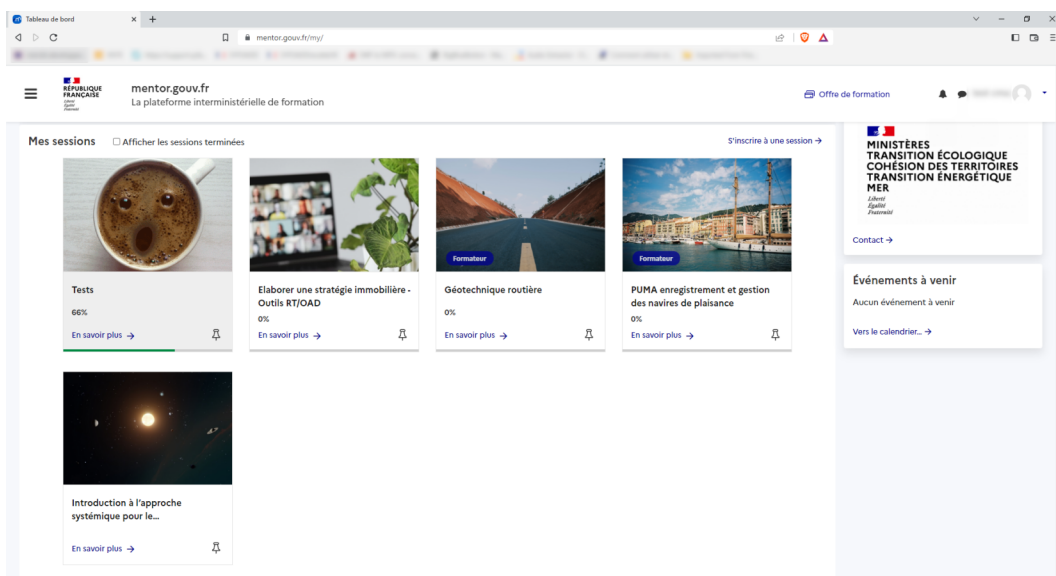 Tableau de bord
mentor.gouv.fr/my/
RÉPUBLIQUE
FRANÇAISE
Liberté
Égalité
Fraternité
mentor.gouv.fr
La plateforme interministérielle de formation
Offre de formation
Mes sessions
Afficher les sessions terminées
S'inscrire à une session →
Tests
66%
En savoir plus →
Elaborer une stratégie immobilière -
Outils RT/OAD
0%
En savoir plus →
Formateur
Géotechnique routière
0%
En savoir plus →
Formateur
PUMA enregistrement et gestion
des navires de plaisance
0%
En savoir plus →
Introduction à l'approche
systémique pour le...
En savoir plus →
MINISTÈRES
TRANSITION ÉCOLOGIQUE
COHÉSION DES TERRITOIRES
TRANSITION ÉNERGÉTIQUE
MER
Liberté
Égalité
Fraternité
Contact →
Événements à venir
Aucun événement à venir
Vers le calendrier... →